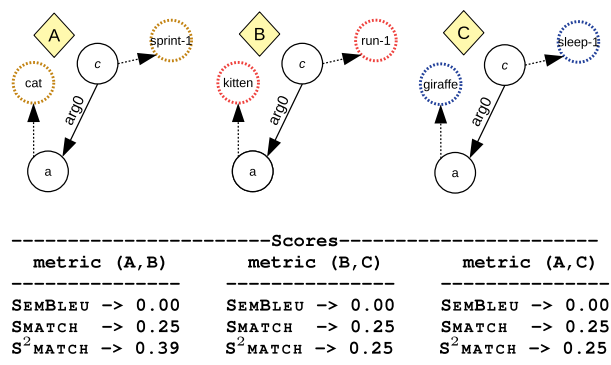 A
B
C
sprint-1
run-1
sleep-1
c
c
c
cat
kitten
giraffe
arg0
arg0
arg0
a
a
a
-----------------------Scores-----------------------
metric (A,B) metric (B,C) metric (A,C)
--------------- --------------- ---------------
SEMBLEU -> 0.00 SEMBLEU -> 0.00 SEMBLEU -> 0.00
SMATCH -> 0.25 SMATCH -> 0.25 SMATCH -> 0.25
S²MATCH -> 0.39 S²MATCH -> 0.25 S²MATCH -> 0.25